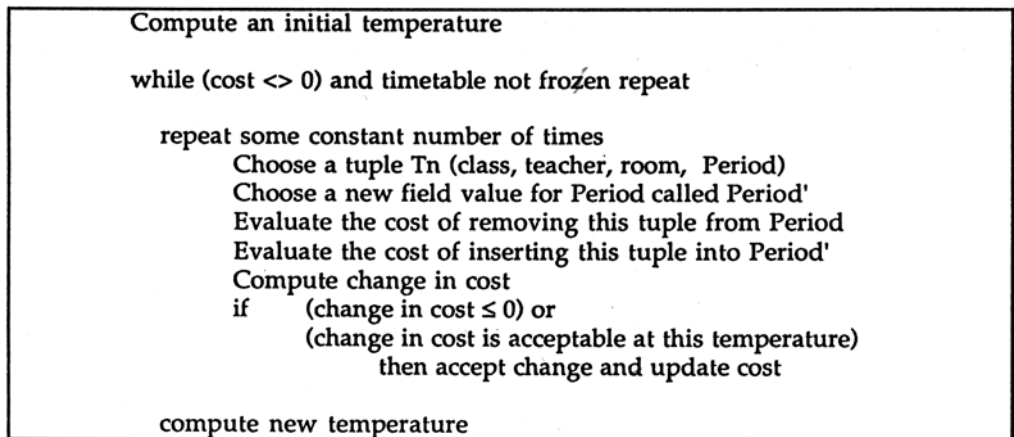 Compute an initial temperature
while (cost <> 0) and timetable not frozen repeat
repeat some constant number of times
Choose a tuple Tn (class, teacher, room, Period)
Choose a new field value for Period called Period'
Evaluate the cost of removing this tuple from Period
Evaluate the cost of inserting this tuple into Period'
Compute change in cost
if (change in cost ≤ 0) or
(change in cost is acceptable at this temperature)
then accept change and update cost
compute new temperature